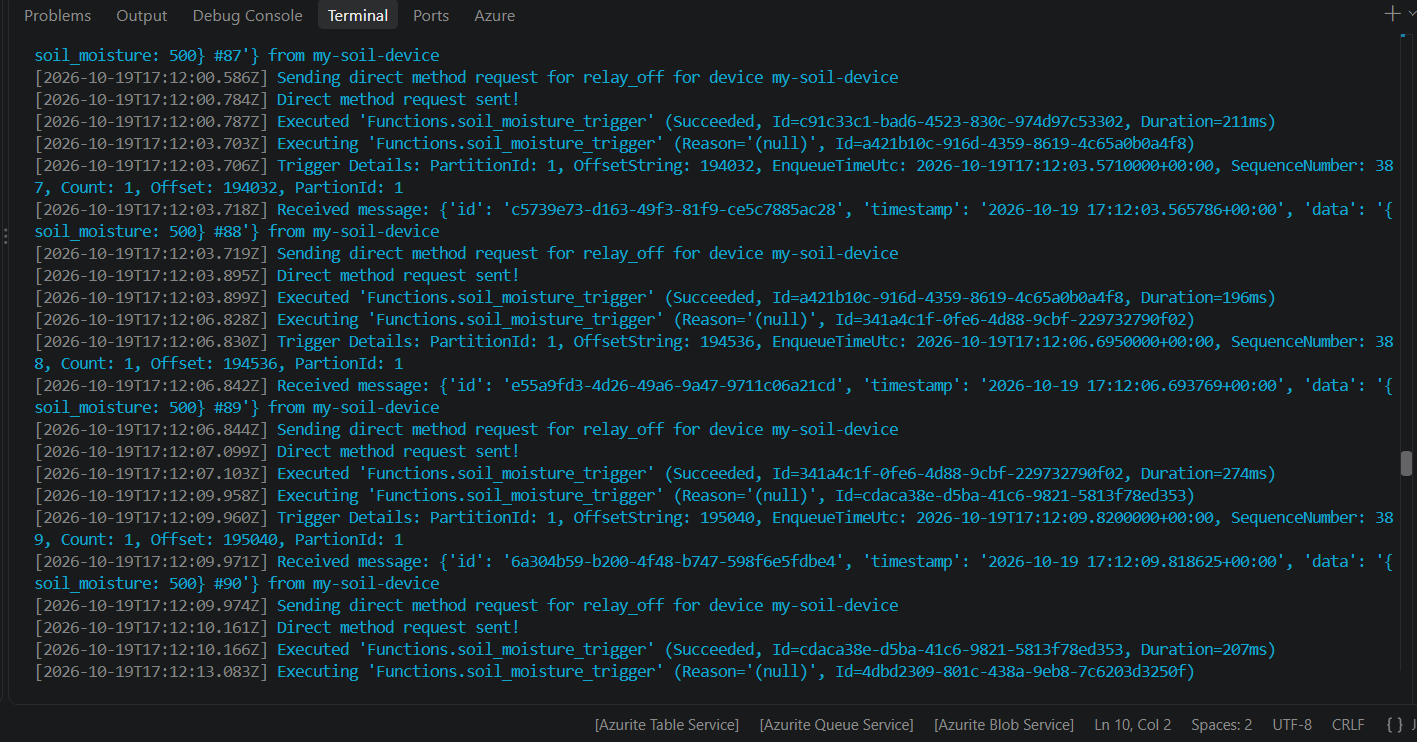 Problems Output Debug Console Terminal Ports Azure
soil_moisture: 500} #87'} from my-soil-device
[2026-10-19T17:12:00.586Z] Sending direct method request for relay_off for device my-soil-device
[2026-10-19T17:12:00.784Z] Direct method request sent!
[2026-10-19T17:12:00.787Z] Executed 'Functions.soil_moisture_trigger' (Succeeded, Id=c91c33c1-bad6-4523-830c-974d97c53302, Duration=211ms)
[2026-10-19T17:12:03.703Z] Executing 'Functions.soil_moisture_trigger' (Reason='(null)', Id=a421b10c-916d-4359-8619-4c65a0b0a4f8)
[2026-10-19T17:12:03.706Z] Trigger Details: PartitionId: 1, OffsetString: 194032, EnqueueTimeUtc: 2026-10-19T17:12:03.5710000+00:00, SequenceNumber: 38
7, Count: 1, Offset: 194032, PartionId: 1
[2026-10-19T17:12:03.718Z] Received message: {'id': 'c5739e73-d163-49f3-81f9-ce5c7885ac28', 'timestamp': '2026-10-19 17:12:03.565786+00:00', 'data': '{
soil_moisture: 500} #88'} from my-soil-device
[2026-10-19T17:12:03.719Z] Sending direct method request for relay_off for device my-soil-device
[2026-10-19T17:12:03.895Z] Direct method request sent!
[2026-10-19T17:12:03.899Z] Executed 'Functions.soil_moisture_trigger' (Succeeded, Id=a421b10c-916d-4359-8619-4c65a0b0a4f8, Duration=196ms)
[2026-10-19T17:12:06.828Z] Executing 'Functions.soil_moisture_trigger' (Reason='(null)', Id=341a4c1f-0fe6-4d88-9cbf-229732790f02)
[2026-10-19T17:12:06.830Z] Trigger Details: PartitionId: 1, OffsetString: 194536, EnqueueTimeUtc: 2026-10-19T17:12:06.6950000+00:00, SequenceNumber: 38
8, Count: 1, Offset: 194536, PartionId: 1
[2026-10-19T17:12:06.842Z] Received message: {'id': 'e55a9fd3-4d26-49a6-9a47-9711c06a21cd', 'timestamp': '2026-10-19 17:12:06.693769+00:00', 'data': '{
soil_moisture: 500} #89'} from my-soil-device
[2026-10-19T17:12:06.844Z] Sending direct method request for relay_off for device my-soil-device
[2026-10-19T17:12:07.099Z] Direct method request sent!
[2026-10-19T17:12:07.103Z] Executed 'Functions.soil_moisture_trigger' (Succeeded, Id=341a4c1f-0fe6-4d88-9cbf-229732790f02, Duration=274ms)
[2026-10-19T17:12:09.958Z] Executing 'Functions.soil_moisture_trigger' (Reason='(null)', Id=cdaca38e-d5ba-41c6-9821-5813f78ed353)
[2026-10-19T17:12:09.960Z] Trigger Details: PartitionId: 1, OffsetString: 195040, EnqueueTimeUtc: 2026-10-19T17:12:09.8200000+00:00, SequenceNumber: 38
9, Count: 1, Offset: 195040, PartionId: 1
[2026-10-19T17:12:09.971Z] Received message: {'id': '6a304b59-b200-4f48-b747-598f6e5fdbe4', 'timestamp': '2026-10-19 17:12:09.818625+00:00', 'data': '{
soil_moisture: 500} #90'} from my-soil-device
[2026-10-19T17:12:09.974Z] Sending direct method request for relay_off for device my-soil-device
[2026-10-19T17:12:10.161Z] Direct method request sent!
[2026-10-19T17:12:10.166Z] Executed 'Functions.soil_moisture_trigger' (Succeeded, Id=cdaca38e-d5ba-41c6-9821-5813f78ed353, Duration=207ms)
[2026-10-19T17:12:13.083Z] Executing 'Functions.soil_moisture_trigger' (Reason='(null)', Id=4dbd2309-801c-438a-9eb8-7c6203d3250f)
[Azurite Table Service] [Azurite Queue Service] [Azurite Blob Service] Ln 10, Col 2 Spaces: 2 UTF-8 CRLF { }